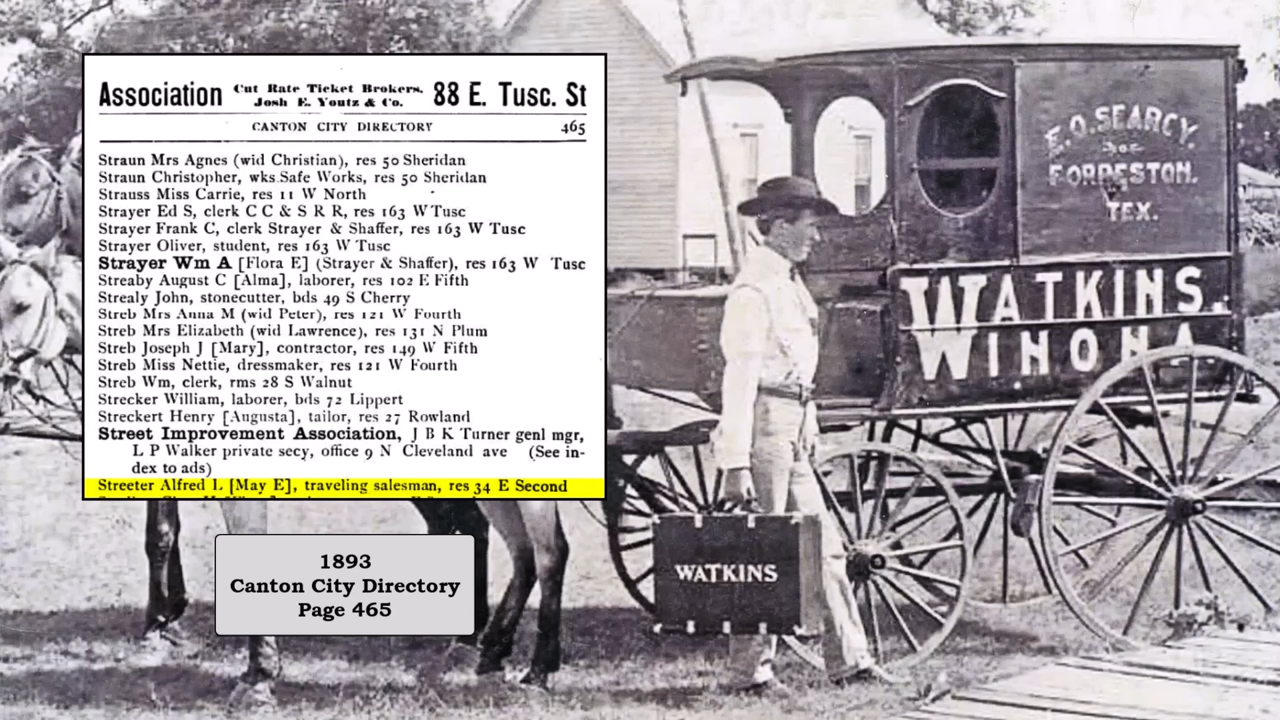 Association Cut Rate Ticket Brokers. Josh E. Youtz & Co. 88 E. Tusc. St
CANTON CITY DIRECTORY 465
Straun Mrs Agnes (wid Christian), res 50 Sheridan
Straun Christopher, wks Safe Works, res 50 Sheridan
Strauss Miss Carrie, res 11 W North
Strayer Ed S, clerk C C & S R R, res 163 W Tusc
Strayer Frank C, clerk Strayer & Shaffer, res 163 W Tusc
Strayer Oliver, student, res 163 W Tusc
Strayer Wm A [Flora E] (Strayer & Shaffer), res 163 W Tusc
Streaby August C [Alma], laborer, res 102 E Fifth
Strealy John, stonecutter, bds 49 S Cherry
Streb Mrs Anna M (wid Peter), res 121 W Fourth
Streb Mrs Elizabeth (wid Lawrence), res 131 N Plum
Streb Joseph J [Mary], contractor, res 149 W Fifth
Streb Miss Nettie, dressmaker, res 121 W Fourth
Streb Wm, clerk, rms 28 S Walnut
Strecker William, laborer, bds 72 Lippert
Streckert Henry [Augusta], tailor, res 27 Rowland
Street Improvement Association, J B K Turner genl mgr,
L P Walker private secy, office 9 N Cleveland ave (See in-
dex to ads)
Streeter Alfred L [May E], traveling salesman, res 34 E Second
1893
Canton City Directory
Page 465
E.O. SEARCY.
FORRESTON.
TEX.
WATKINS
WINONA
WATKINS